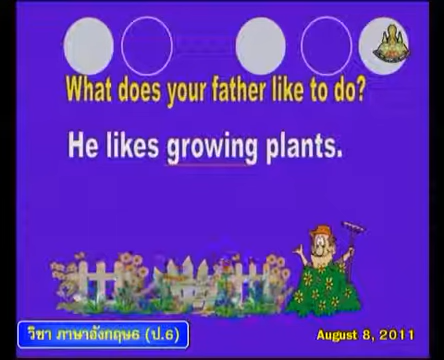 What does your father like to do?
He likes growing plants.
วิชา ภาษาอังกฤษ6 (ป.6)
August 8, 2011